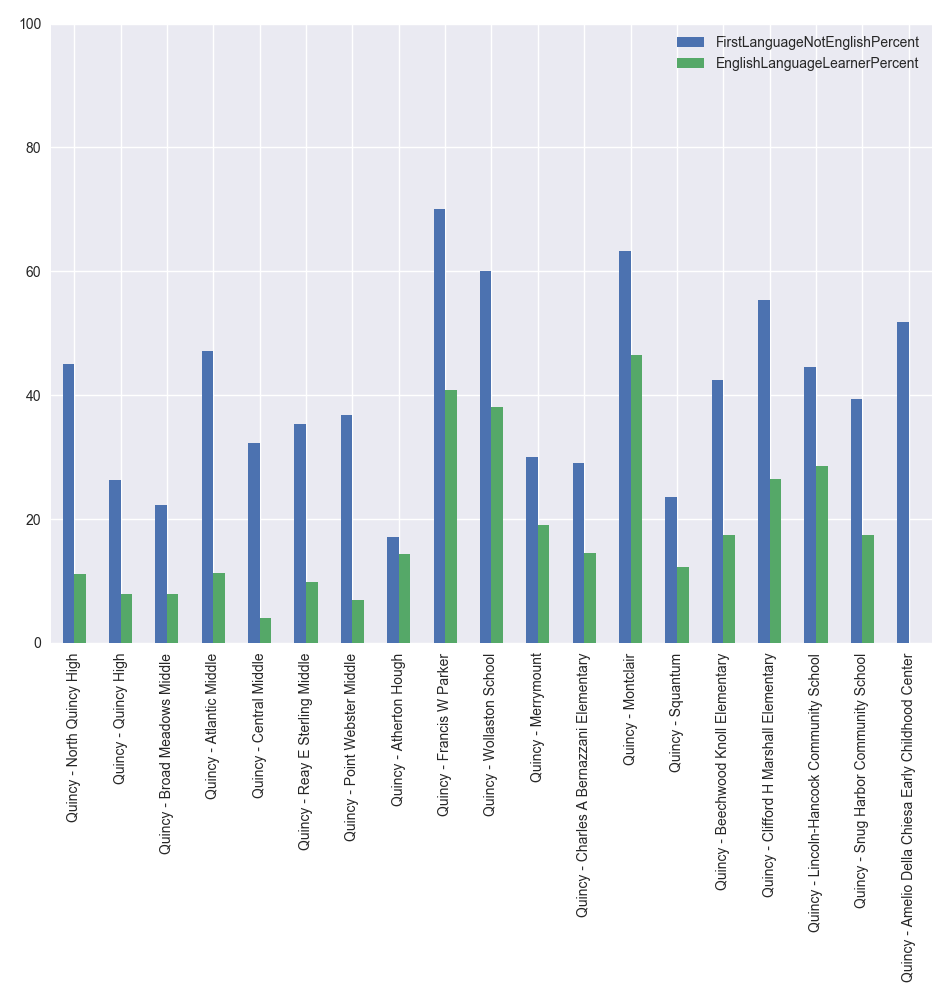 100
80
60
40
20
0
FirstLanguageNotEnglishPercent
EnglishLanguageLearnerPercent
Quincy - North Quincy High
Quincy - Quincy High
Quincy - Broad Meadows Middle
Quincy - Atlantic Middle
Quincy - Central Middle
Quincy - Reay E Sterling Middle
Quincy - Point Webster Middle
Quincy - Atherton Hough
Quincy - Francis W Parker
Quincy - Wollaston School
Quincy - Merrymount
Quincy - Charles A Bernazzani Elementary
Quincy - Montclair
Quincy - Squantum
Quincy - Beechwood Knoll Elementary
Quincy - Clifford H Marshall Elementary
Quincy - Lincoln-Hancock Community School
Quincy - Snug Harbor Community School
Quincy - Amelio Della Chiesa Early Childhood Center